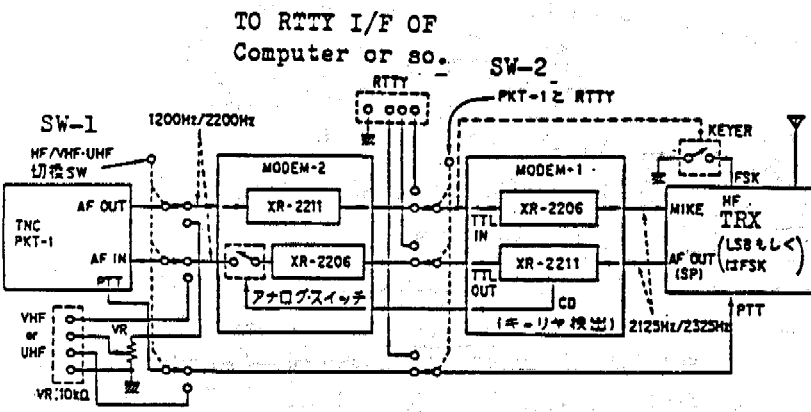 TO RTTY I/F OF
Computer or so.
RTTY
SW-2
PKT-1と RTTY
SW-1
1200Hz/2200Hz
HF/VHF・UHF
切換SW
KEYER
FSK
MODEM-2
MODEM-1
TNC
PKT-1
AF OUT
XR-2211
TTL
IN
XR-2206
MIKE
HF
TRX
(LSBもしく
はFSK)
AF IN
XR-2206
TTL
OUT
XR-2211
AF OUT
(SP)
PTT
アナログ・スイッチ
CD
(キャリヤ検出)
2125Hz/2325Hz
PTT
VHF
or
UHF
VR
VR;10kΩ